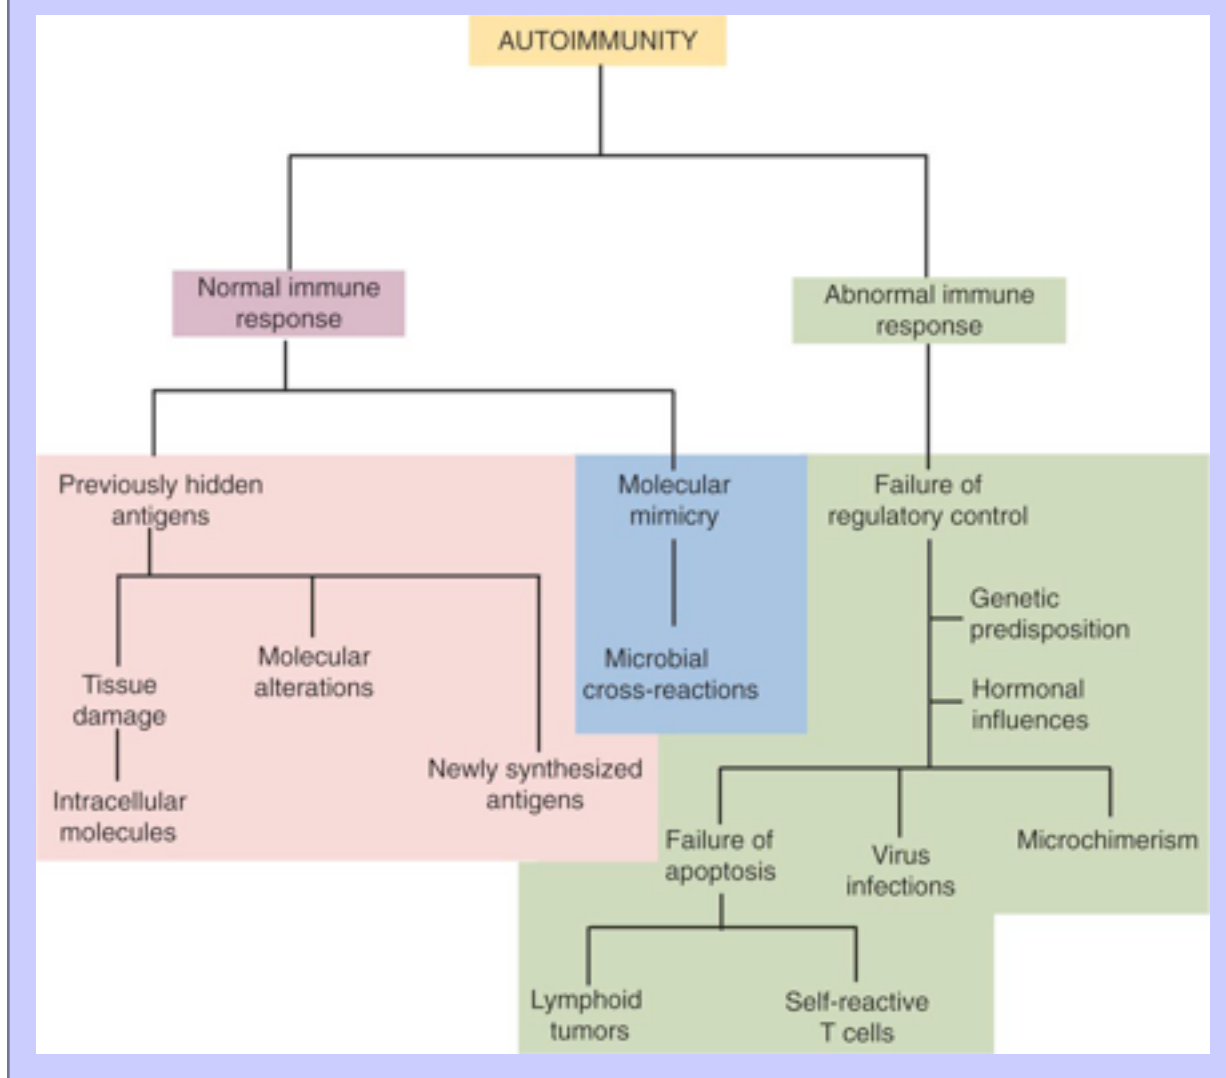 AUTOIMMUNITY
Normal immune
response
Abnormal immune
response
Previously hidden
antigens
Molecular
mimicry
Failure of
regulatory control
Genetic
predisposition
Hormonal
influences
Tissue
damage
Molecular
alterations
Microbial
cross-reactions
Newly synthesized
antigens
Intracellular
molecules
Failure of
apoptosis
Virus
infections
Microchimerism
Lymphoid
tumors
Self-reactive
T cells